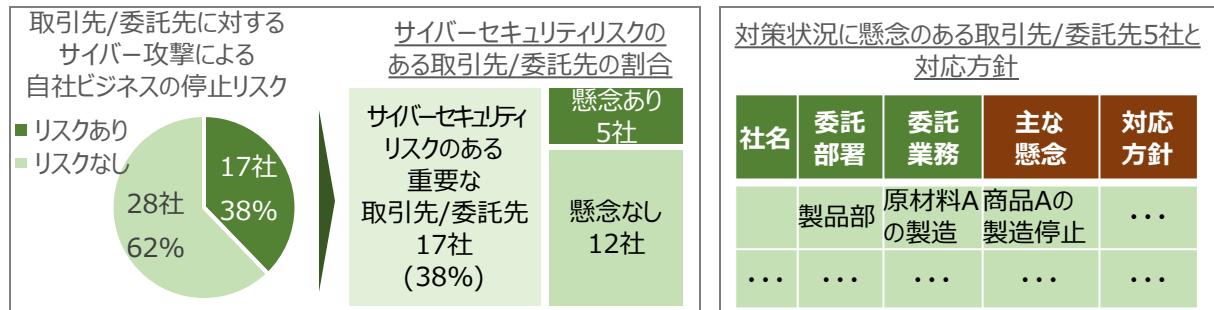 取引先/委託先に対する
サイバー攻撃による
自社ビジネスの停止リスク
リスクあり
リスクなし
17社
38%
28社
62%
サイバーセキュリティリスクの
ある取引先/委託先の割合
サイバーセキュリティ
リスクのある
重要な
取引先/委託先
17社
(38%)
懸念あり
5社
懸念なし
12社
対策状況に懸念のある取引先/委託先5社と
対応方針
社名
委託
部署
委託
業務
主な
懸念
対応
方針
製品部
原材料A
の製造
商品Aの
製造停止
・・・
・・・
・・・
・・・
・・・
・・・